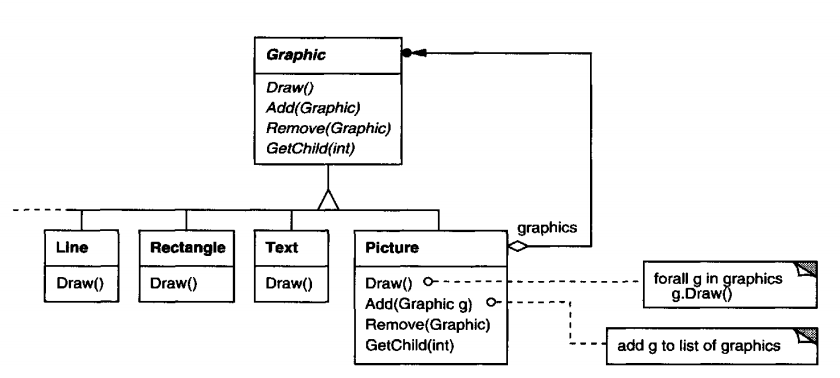 Graphic
Draw()
Add(Graphic)
Remove(Graphic)
GetChild(int)
graphics
Line
Draw()
Rectangle
Draw()
Text
Draw()
Picture
Draw()
Add(Graphic g)
Remove(Graphic)
GetChild(int)
forall g in graphics
g.Draw()
add g to list of graphics